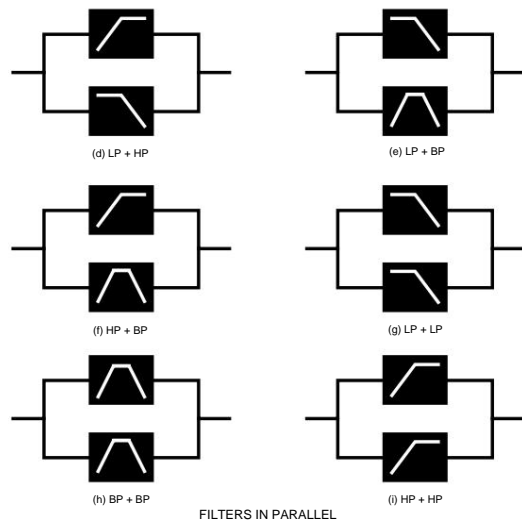 (d) LP + HP
(e) LP + BP
(f) HP + BP
(g) LP + LP
(h) BP + BP
(i) HP + HP
FILTERS IN PARALLEL